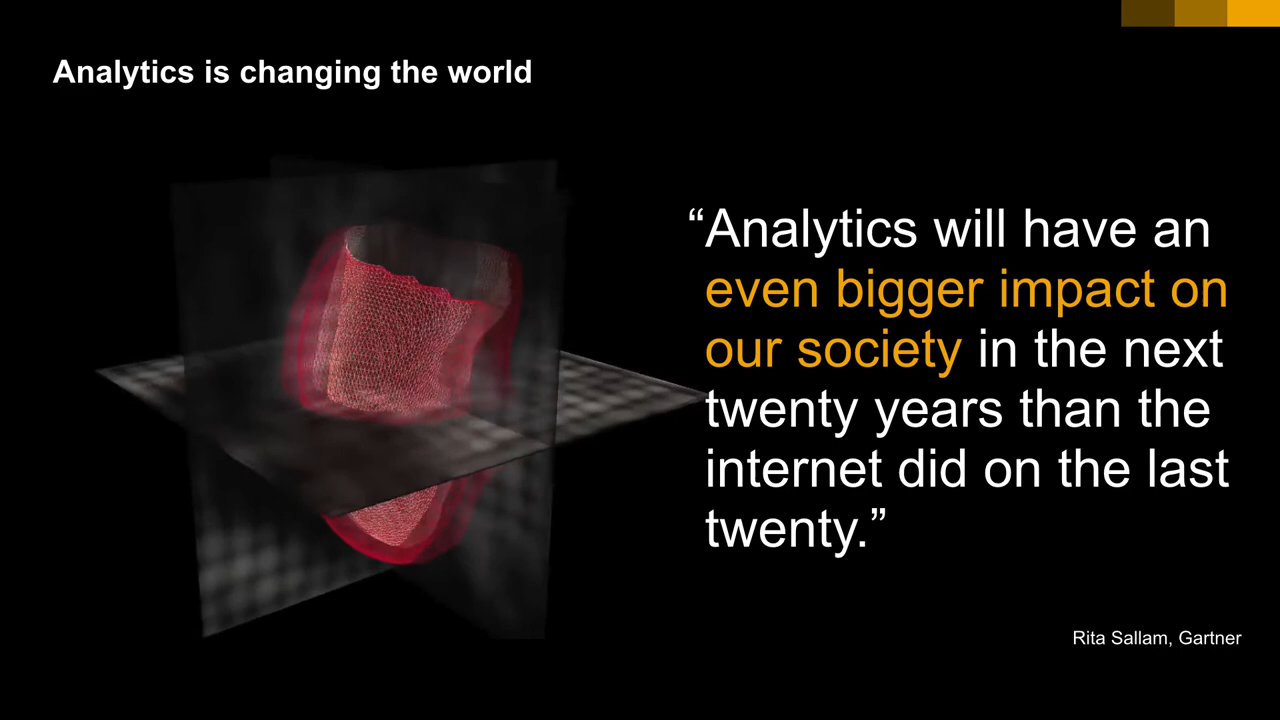 Analytics is changing the world
“Analytics will have an
even bigger impact on
our society in the next
twenty years than the
internet did on the last
twenty.”
Rita Sallam, Gartner